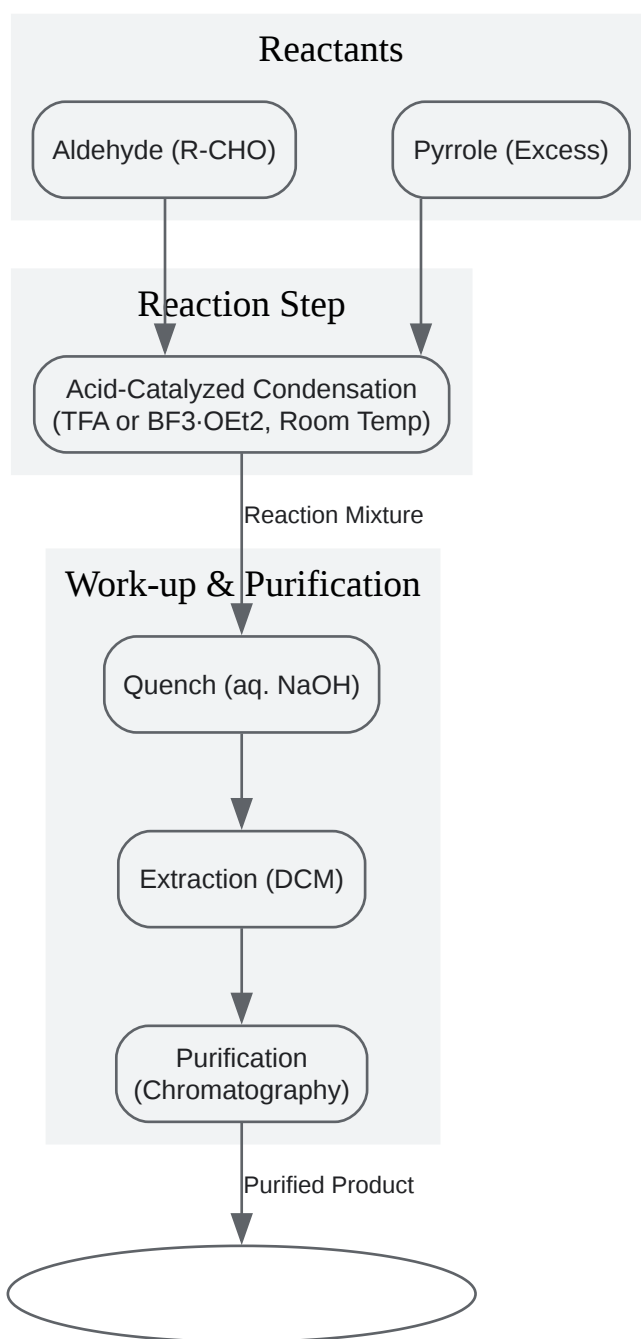 Reactants
Aldehyde (R-CHO)
Pyrrole (Excess)
Reaction Step
Acid-Catalyzed Condensation
(TFA or BF3·OEt2, Room Temp)
Reaction Mixture
Work-up & Purification
Quench (aq. NaOH)
Extraction (DCM)
Purification
(Chromatography)
Purified Product